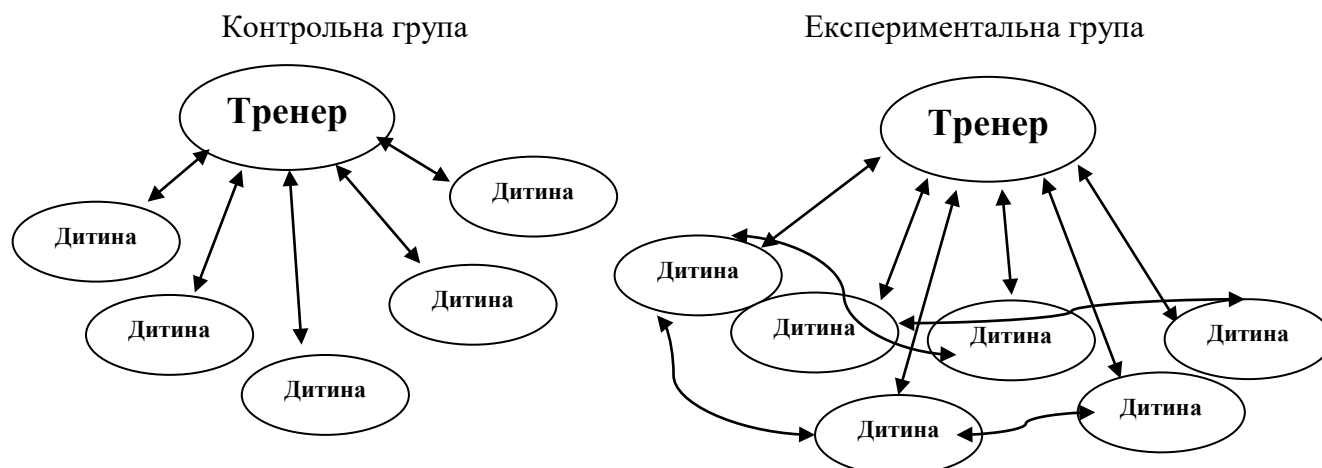 Контрольна група
Тренер
Дитина
Дитина
Дитина
Дитина
Дитина
Експериментальна група
Тренер
Дитина
Дитина
Дитина
Дитина
Дитина
Дитина